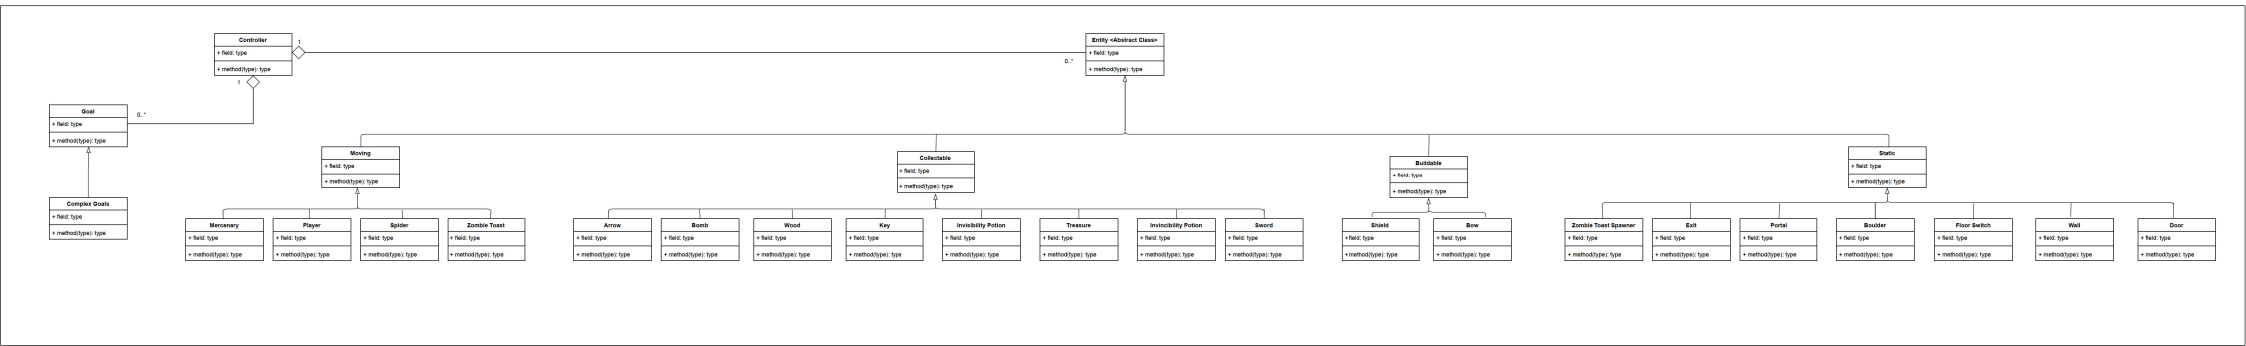 Controller
+ field: type
+ method(type): type
1
1
Entity <Abstract Class>
+ field: type
+ method(type): type
0..*
Goal
+ field: type
+ method(type): type
0..*
Complex Goals
+ field: type
+ method(type): type
Moving
+ field: type
+ method(type): type
Collectable
+ field: type
+ method(type): type
Buildable
+ field: type
+ method(type): type
Static
+ field: type
+ method(type): type
Mercenary
+ field: type
+ method(type): type
Player
+ field: type
+ method(type): type
Spider
+ field: type
+ method(type): type
Zombie Toast
+ field: type
+ method(type): type
Arrow
+ field: type
+ method(type): type
Bomb
+ field: type
+ method(type): type
Wood
+ field: type
+ method(type): type
Key
+ field: type
+ method(type): type
Invisibility Potion
+ field: type
+ method(type): type
Treasure
+ field: type
+ method(type): type
Invincibility Potion
+ field: type
+ method(type): type
Sword
+ field: type
+ method(type): type
Shield
+ field: type
+ method(type): type
Bow
+ field: type
+ method(type): type
Zombie Toast Spawner
+ field: type
+ method(type): type
Exit
+ field: type
+ method(type): type
Portal
+ field: type
+ method(type): type
Boulder
+ field: type
+ method(type): type
Floor Switch
+ field: type
+ method(type): type
Wall
+ field: type
+ method(type): type
Door
+ field: type
+ method(type): type